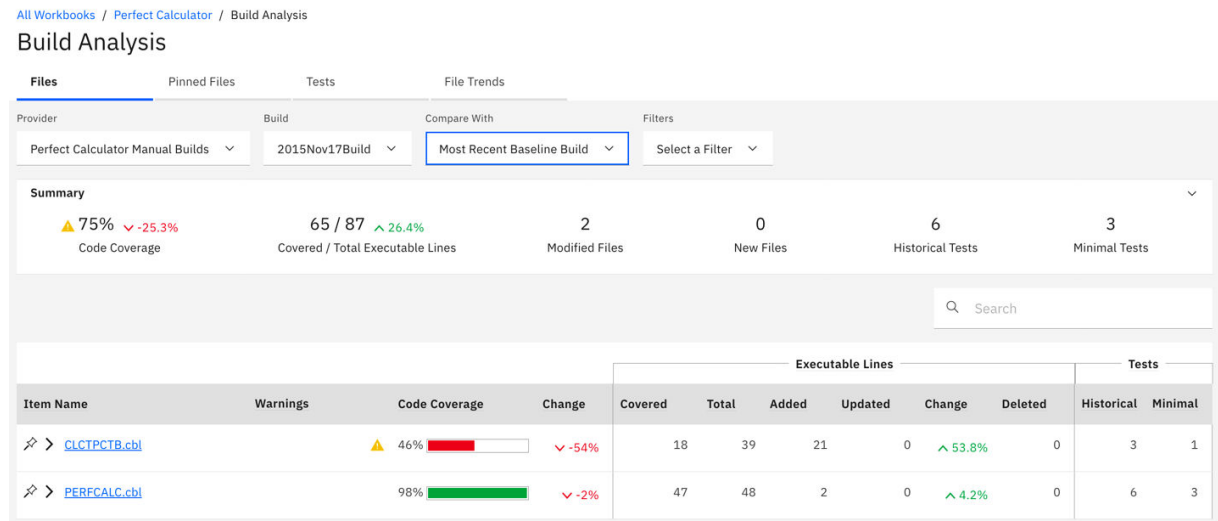 All Workbooks / Perfect Calculator / Build Analysis
Build Analysis
Files Pinned Files Tests File Trends
Provider Build Compare With Filters
Perfect Calculator Manual Builds 2015Nov17Build Most Recent Baseline Build Select a Filter
Summary
75% -25.3% 65 / 87 26.4% 2 0 6 3
Code Coverage Covered / Total Executable Lines Modified Files New Files Historical Tests Minimal Tests
Search
Executable Lines Tests
Item Name Warnings Code Coverage Change Covered Total Added Updated Change Deleted Historical Minimal
CLCTPCTB.cbl 46% -54% 18 39 21 0 53.8% 0 3 1
PERFCALC.cbl 98% -2% 47 48 2 0 4.2% 0 6 3